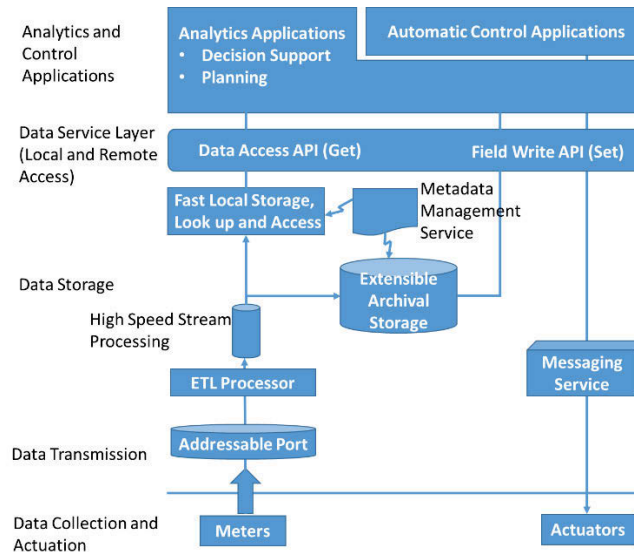 Analytics and
Control
Applications
Analytics Applications
• Decision Support
• Planning
Automatic Control Applications
Data Service Layer
(Local and Remote
Access)
Data Access API (Get)
Field Write API (Set)
Fast Local Storage,
Look up and Access
Metadata
Management
Service
Data Storage
Extensible
Archival
Storage
High Speed Stream
Processing
ETL Processor
Messaging
Service
Data Transmission
Addressable Port
Data Collection and
Actuation
Meters
Actuators